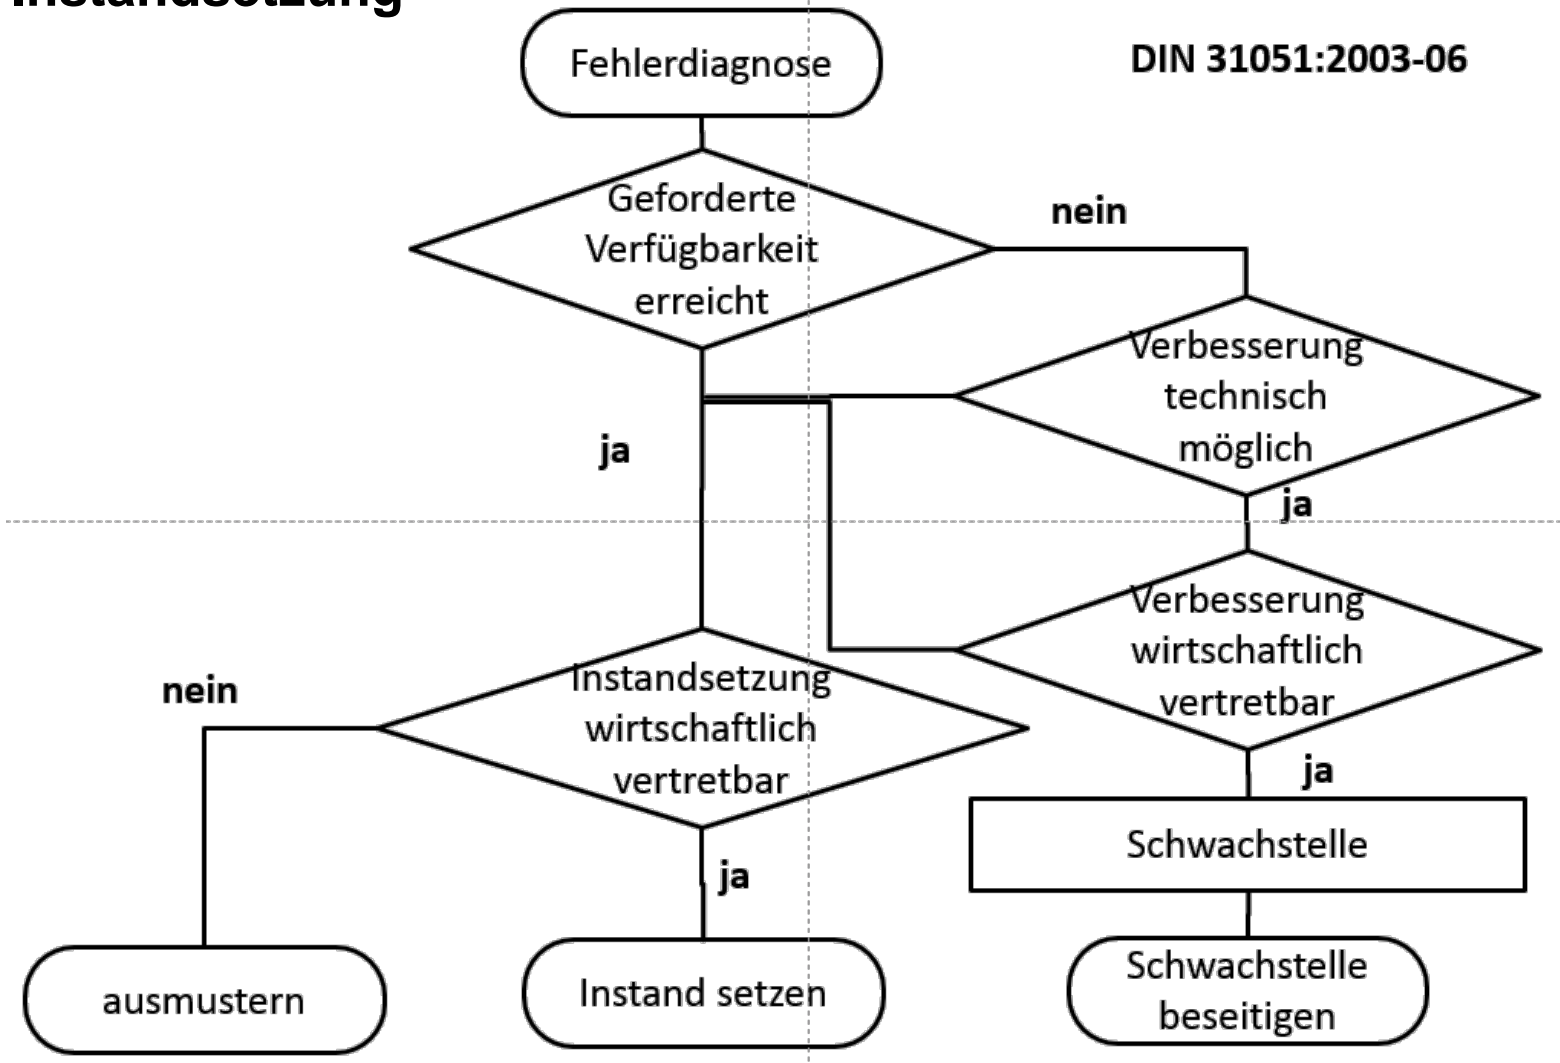 Instandsetzung
Fehlerdiagnose
DIN 31051:2003-06
Geforderte
Verfügbarkeit
erreicht
nein
Verbesserung
technisch
möglich
ja
ja
Verbesserung
wirtschaftlich
vertretbar
Instandsetzung
wirtschaftlich
vertretbar
nein
ja
Schwachstelle
ja
Schwachstelle
beseitigen
Instand setzen
ausmustern